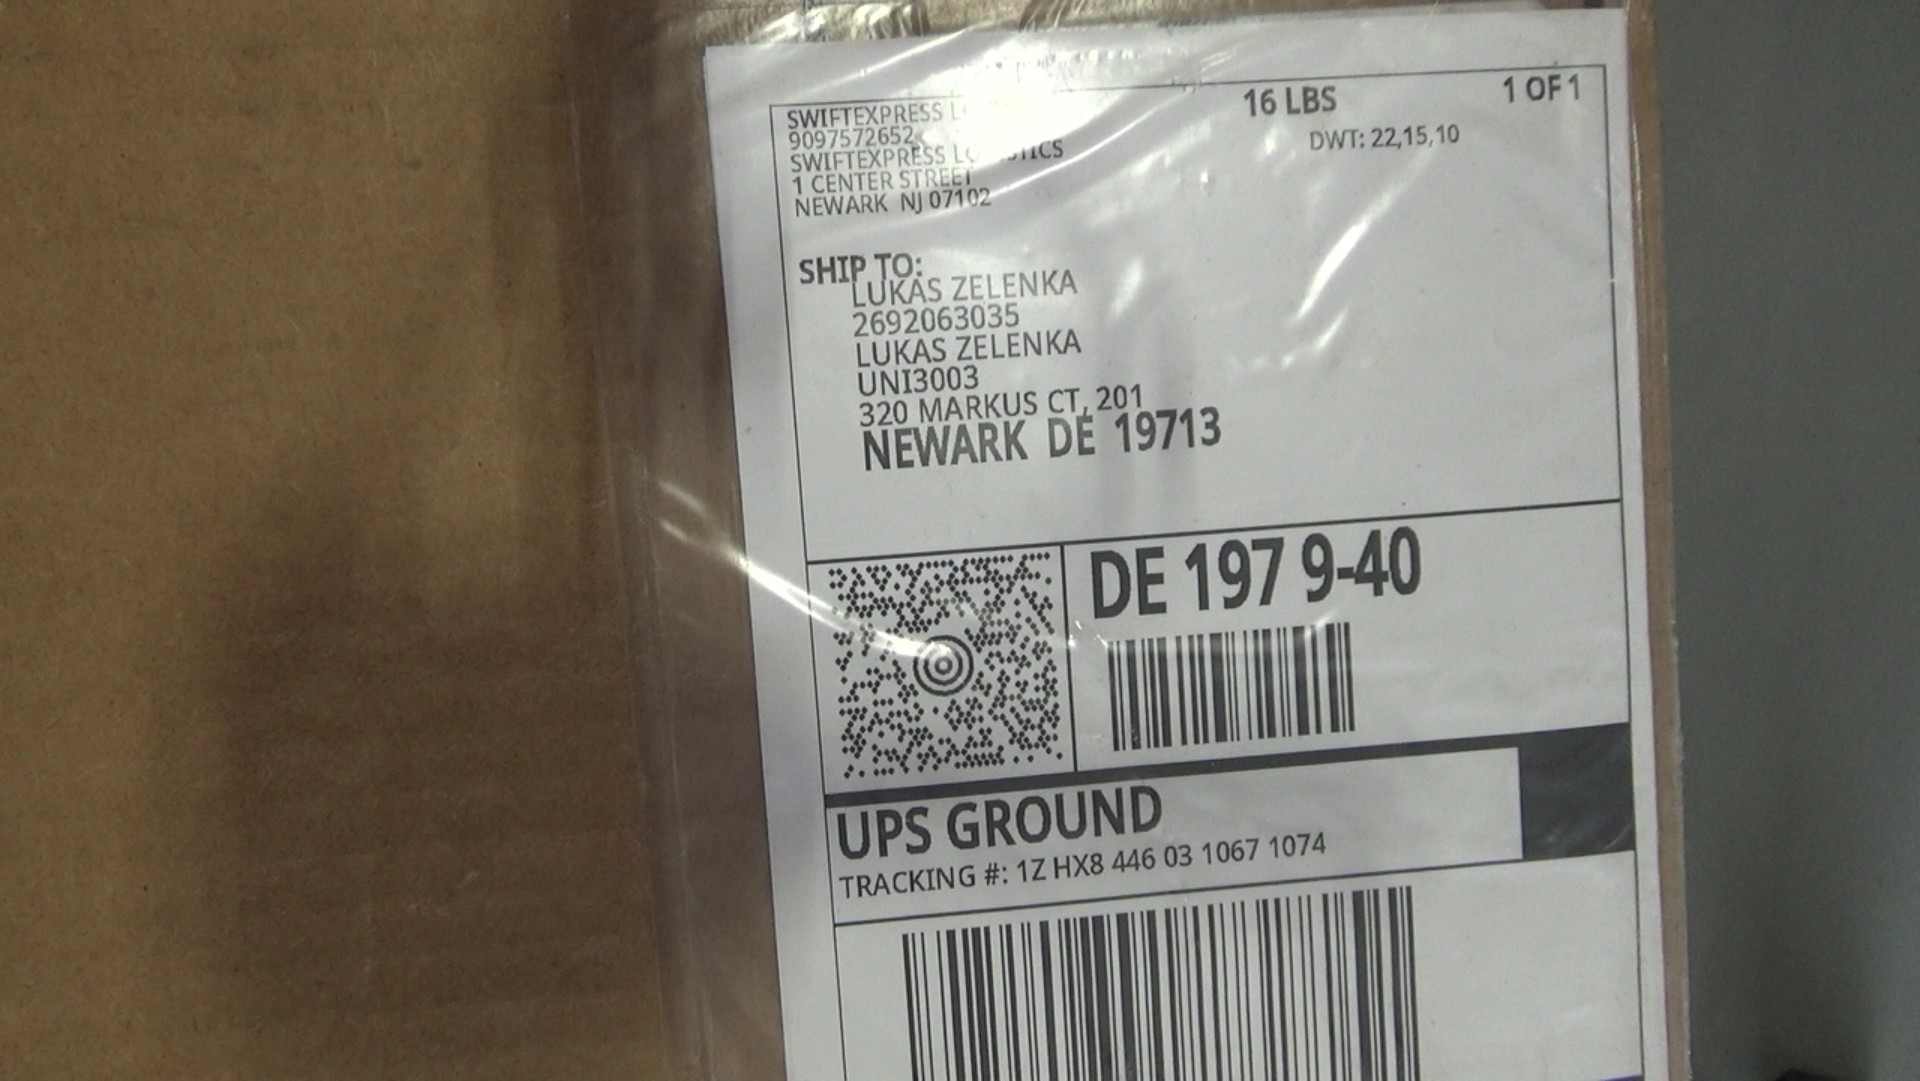 SWIFTEXPRESS
16 LBS
1 OF 1
9097572652
DWT: 22,15,10
SWIFTEXPRESS
1 CENTER STREET
NEWARK NJ 07102
SHIP TO:
LUKAS ZELENKA
2692063035
LUKAS ZELENKA
UNI3003
320 MARKUS CT, 201
NEWARK DE 19713
DE 197 9-40
UPS GROUND
TRACKING #: 1Z HX8 446 03 1067 1074